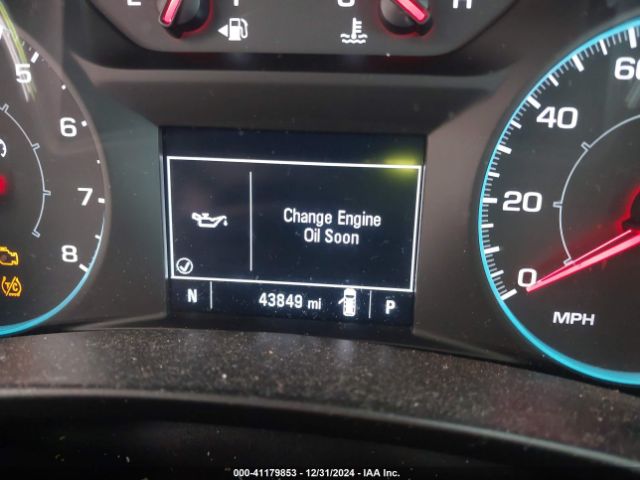 H
5
6
7
8
60
40
20
0
MPH
Change Engine
Oil Soon
N 43849 mi P
000-41179853 - 12/31/2024 - IAA Inc.